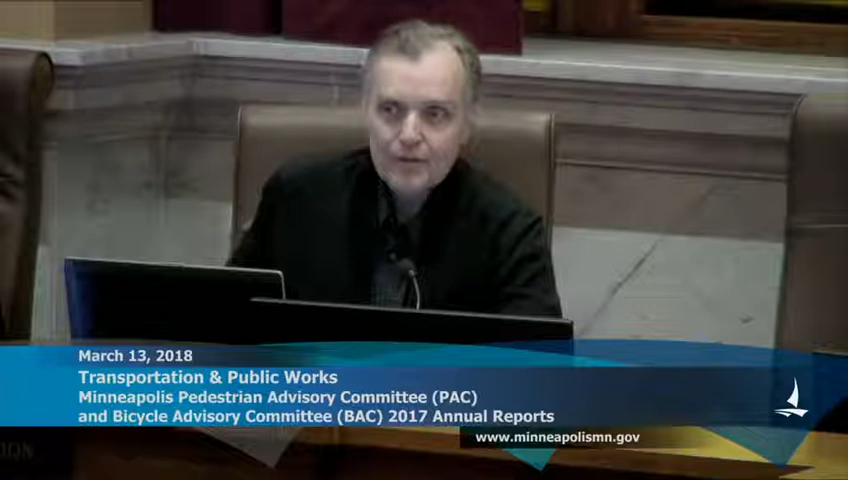 March 13, 2018
Transportation & Public Works
Minneapolis Pedestrian Advisory Committee (PAC)
and Bicycle Advisory Committee (BAC) 2017 Annual Reports
www.minneapolismn.gov